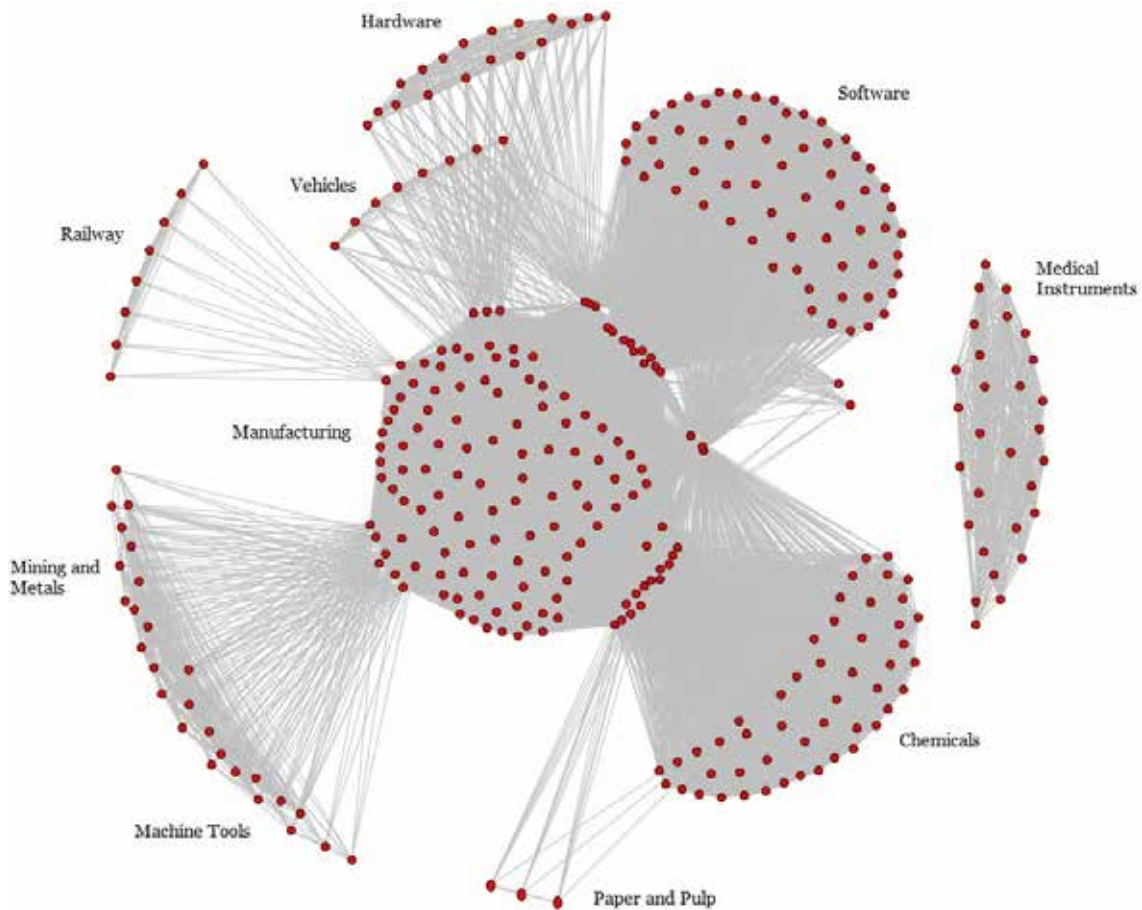 Hardware
Software
Vehicles
Railway
Medical
Instruments
Manufacturing
Mining and
Metals
Chemicals
Machine Tools
Paper and Pulp